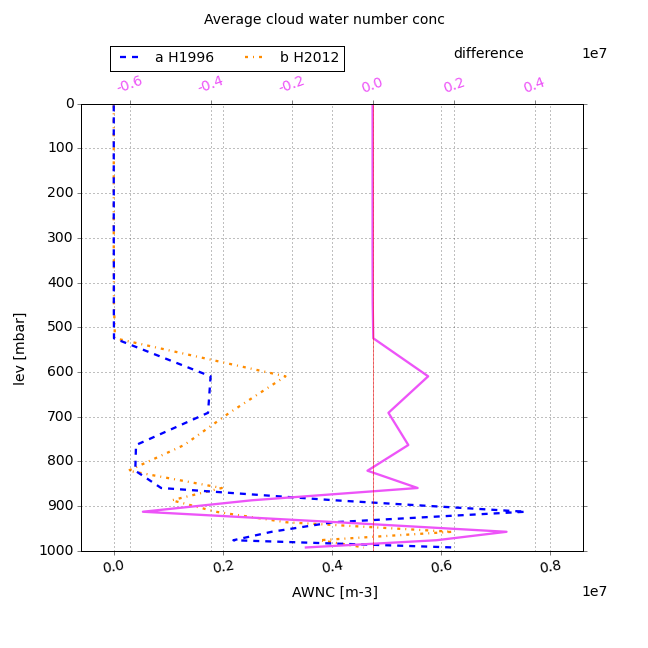 Average cloud water number conc
a H1996 b H2012 difference 1e7
-0.6 -0.4 -0.2 0.0 0.2 0.4
0
100
200
300
400
500
600
700
800
900
1000
lev [mbar]
0.0 0.2 0.4 0.6 0.8
AWNC [m-3] 1e7